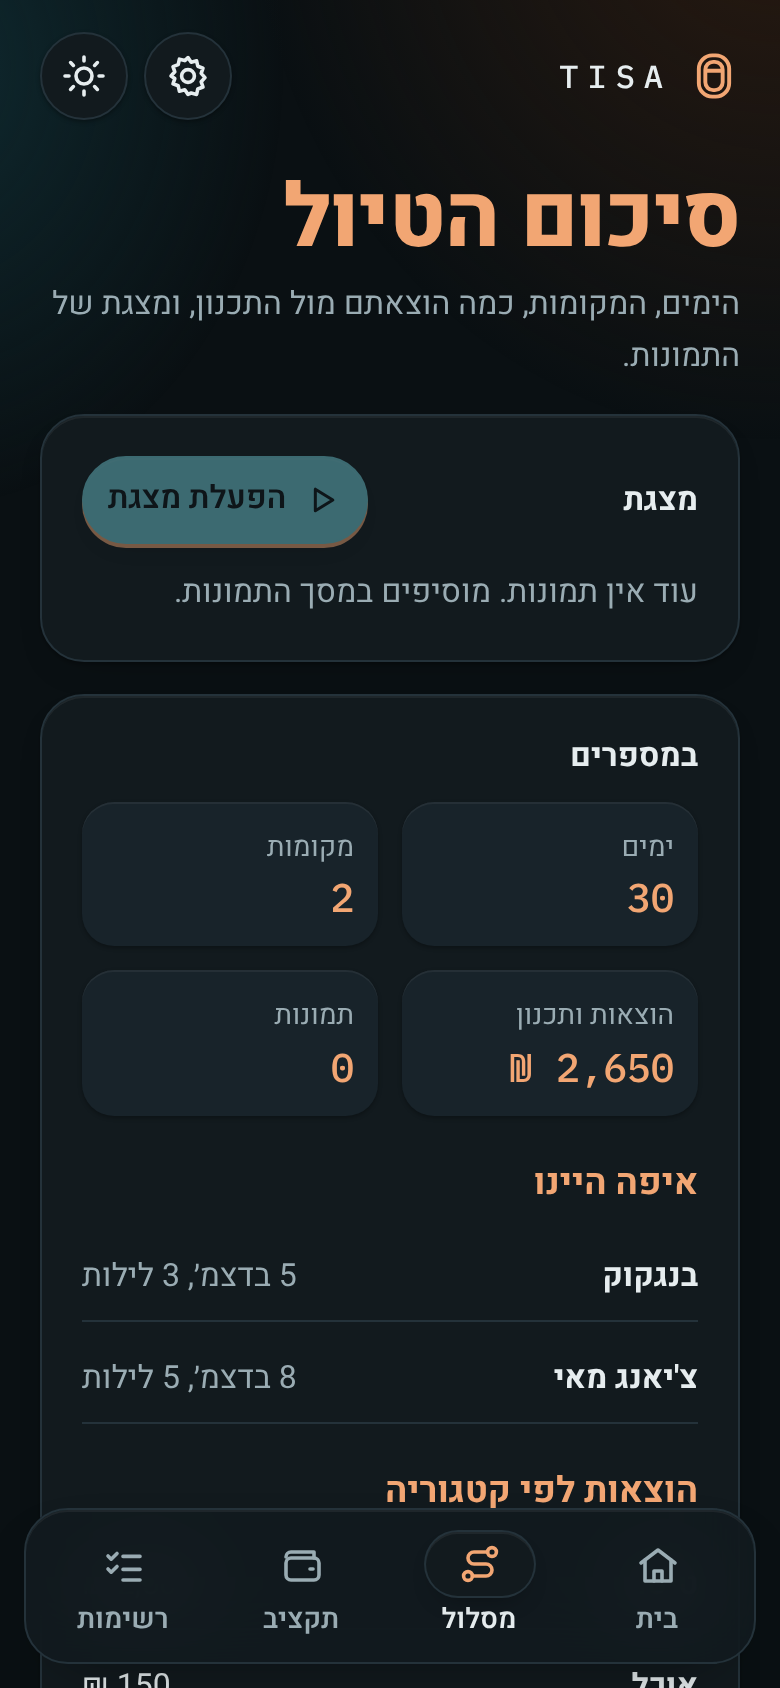 TISA
סיכום הטיול
הימים, המקומות, כמה הוצאתם מול התכנון, ומצגת של
התמונות.
מצגת
הפעלת מצגת
עוד אין תמונות. מוסיפים במסך התמונות.
במספרים
ימים
30
מקומות
2
הוצאות ותכנון
2,650 ₪
תמונות
0
איפה היינו
בנגקוק
5 בדצמ׳, 3 לילות
צ'יאנג מאי
8 בדצמ׳, 5 לילות
הוצאות לפי קטגוריה
בית
מסלול
תקציב
רשימות
אוכל
150 ₪